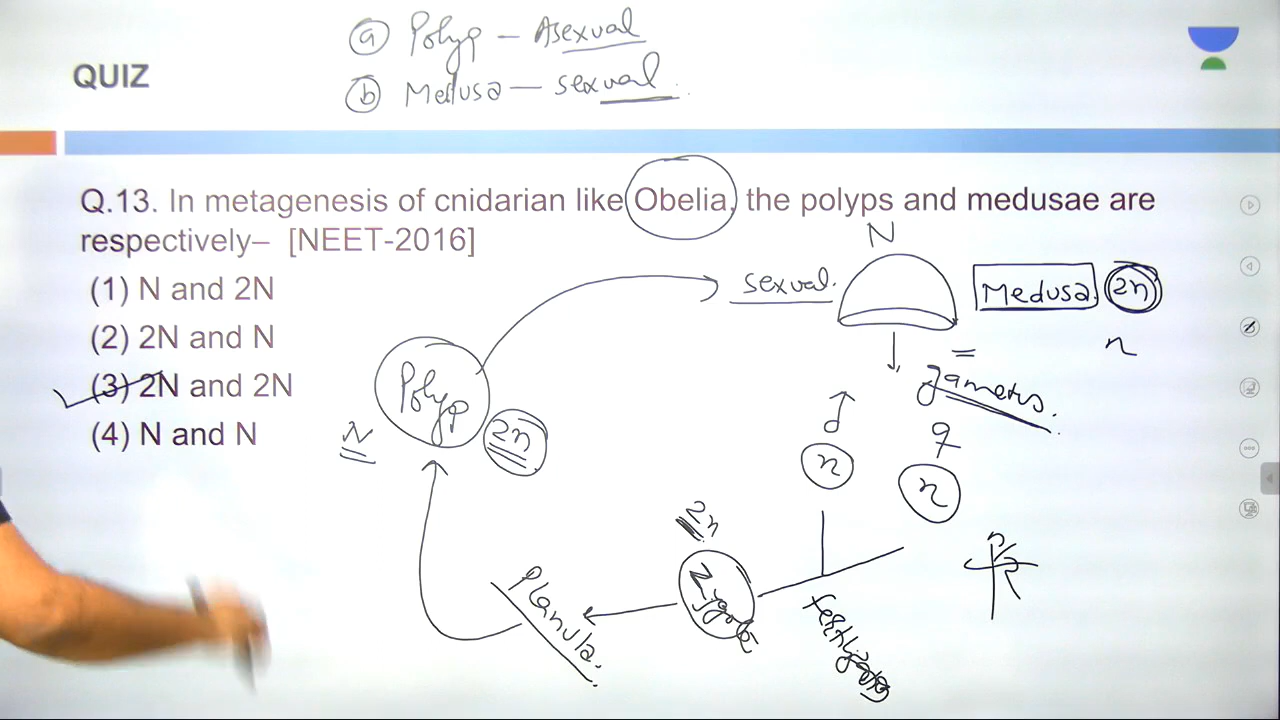 ⓐ Polyp – Asexual
QUIZ
ⓑ Medusa – sexual.
Q.13. In metagenesis of cnidarian like Obelia, the polyps and medusae are
respectively– [NEET-2016]
N
(1) N and 2N
sexual.
Medusa
2n
(2) 2N and N
n
(3) 2N and 2N
Polyp
gametes.
(4) N and N
N
2n
♂
♀
n
n
2n
Zygote
Planula.